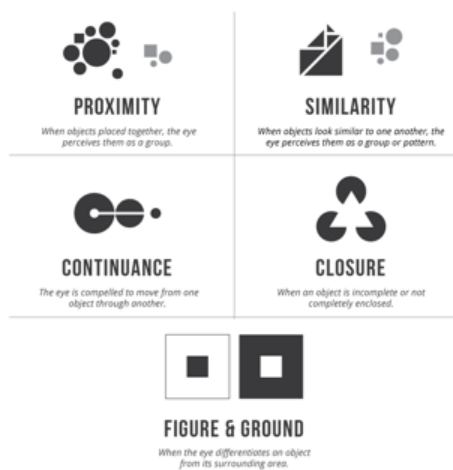 PROXIMITY
When objects placed together, the eye
perceives them as a group.
SIMILARITY
When objects look similar to one another, the
eye perceives them as a group or pattern.
CONTINUANCE
The eye is compelled to move from one
object through another.
CLOSURE
When an object is incomplete or not
completely enclosed.
FIGURE & GROUND
When the eye differentiates an object
from its surrounding area.